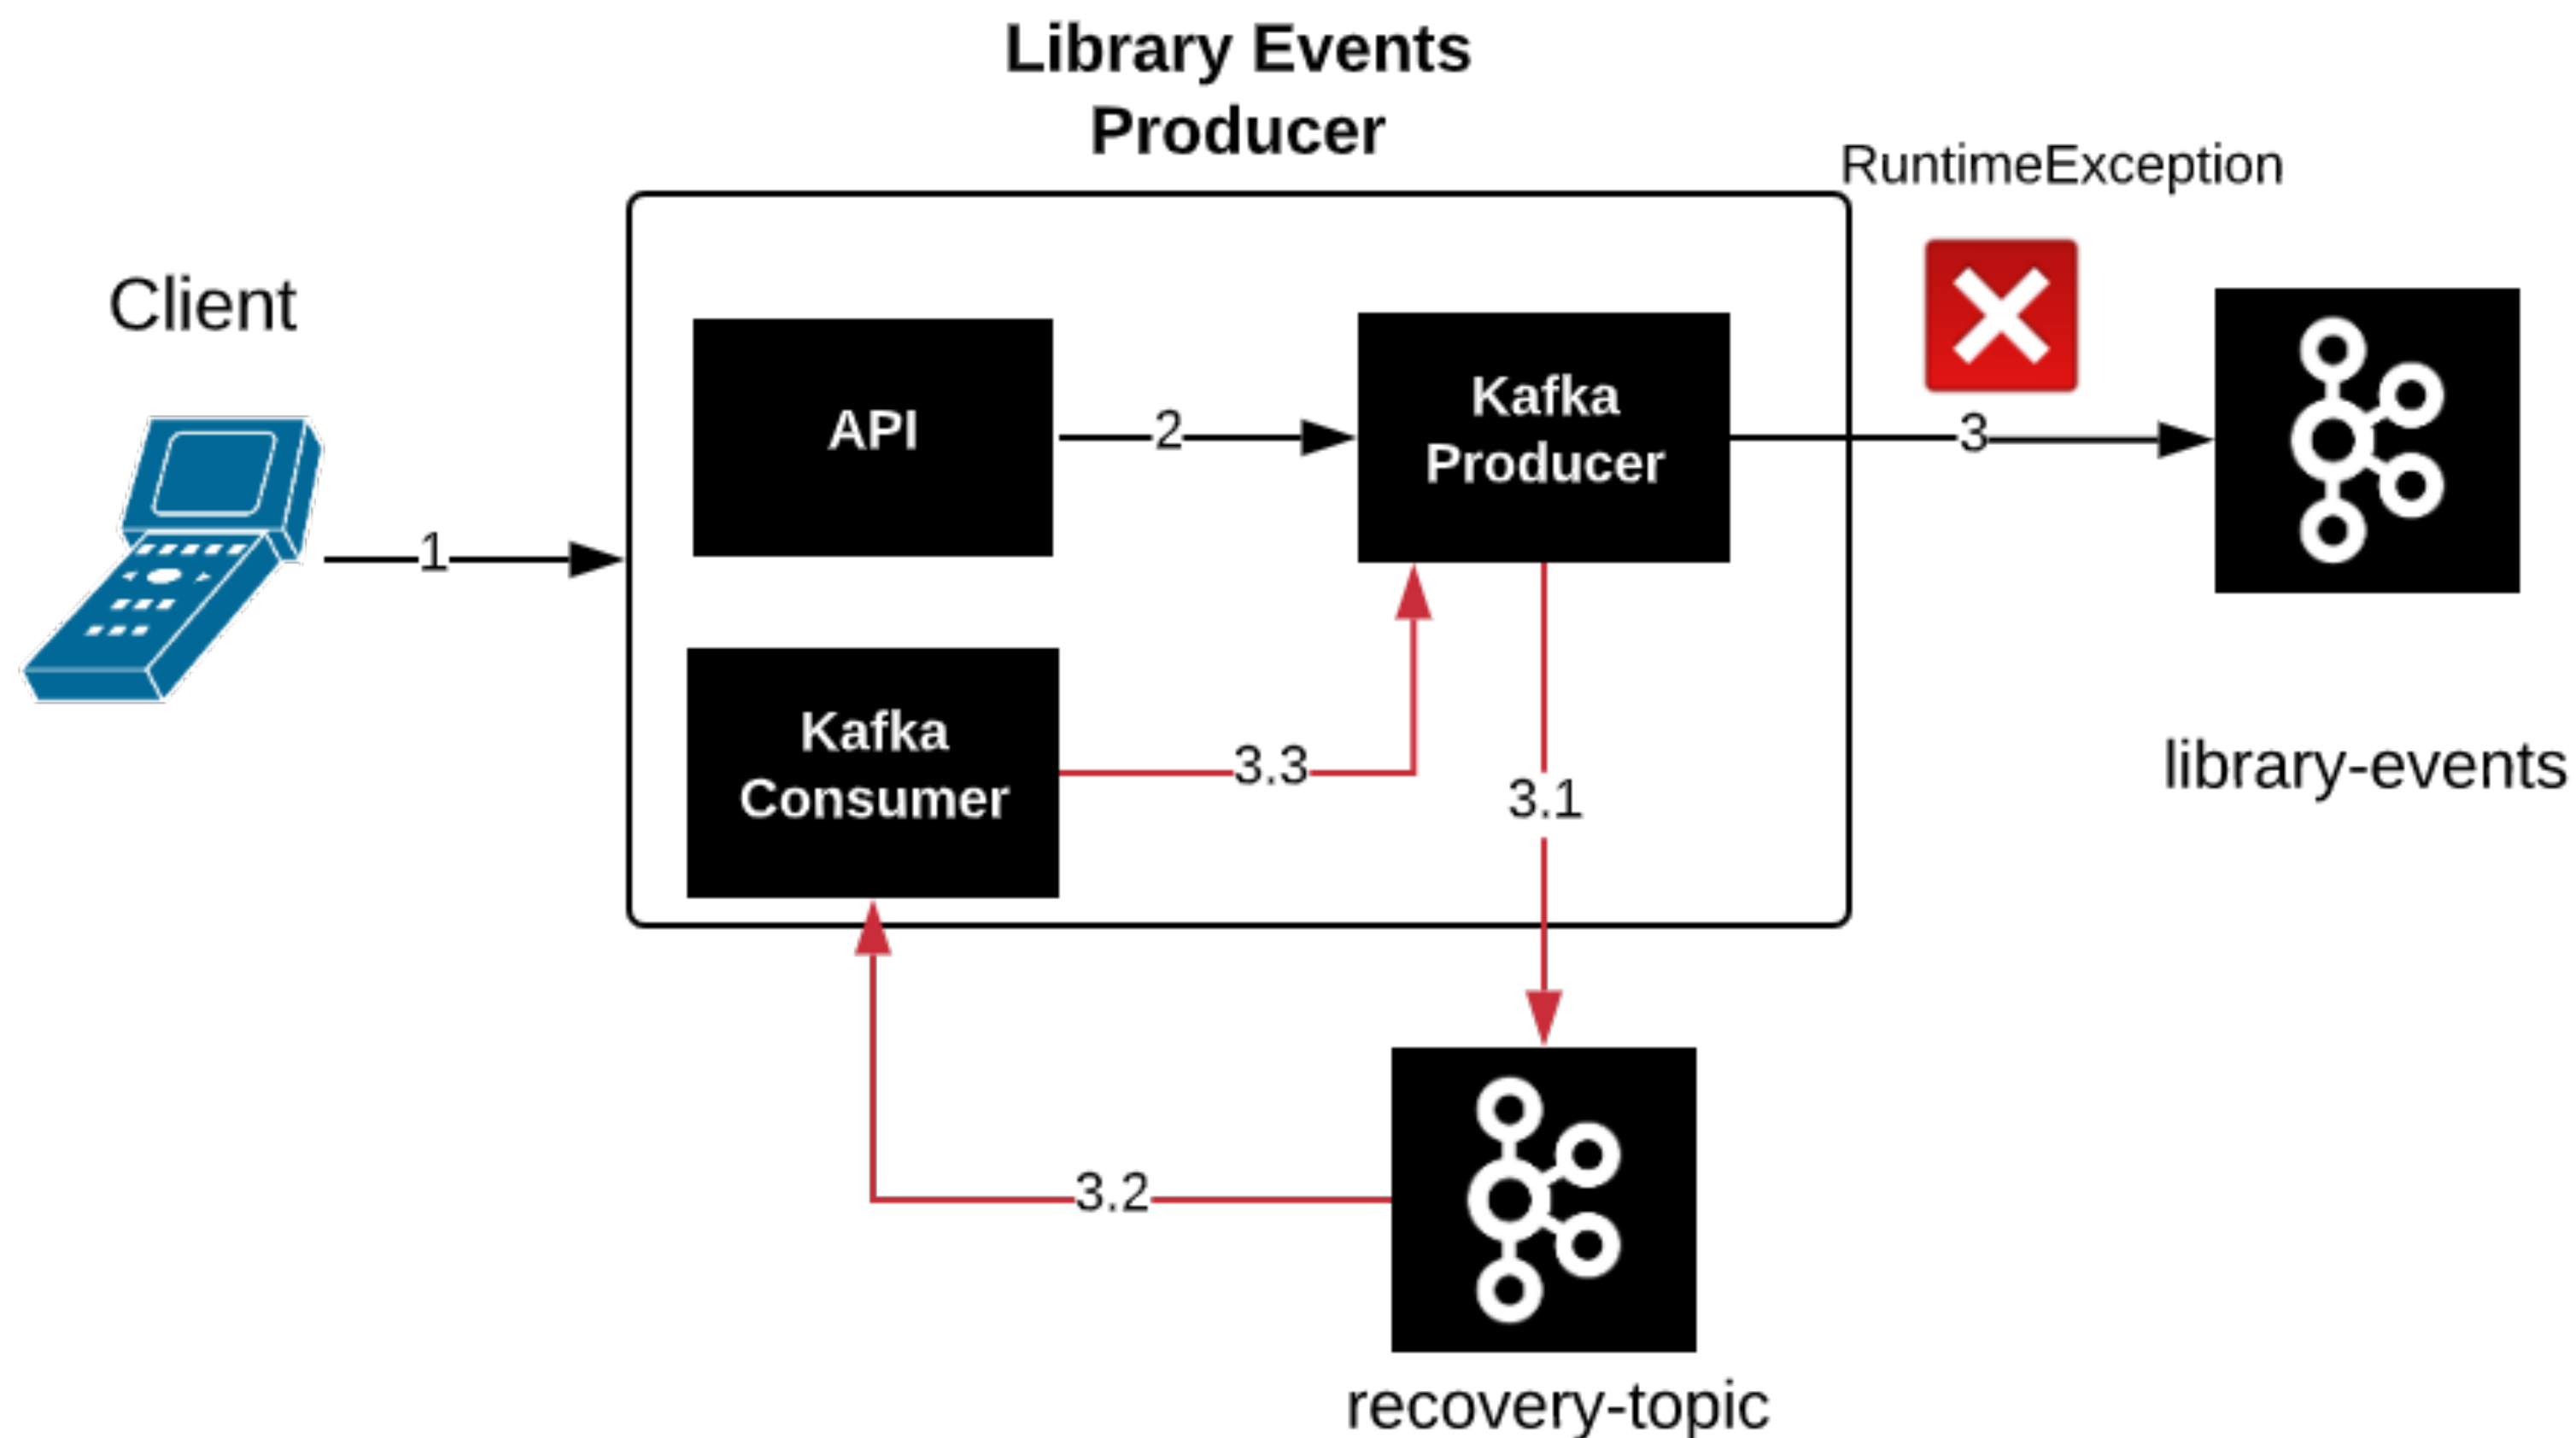 Library Events
Producer
RuntimeException
Client
API
2
Kafka
Producer
3
1
Kafka
Consumer
3.3
3.1
library-events
3.2
recovery-topic